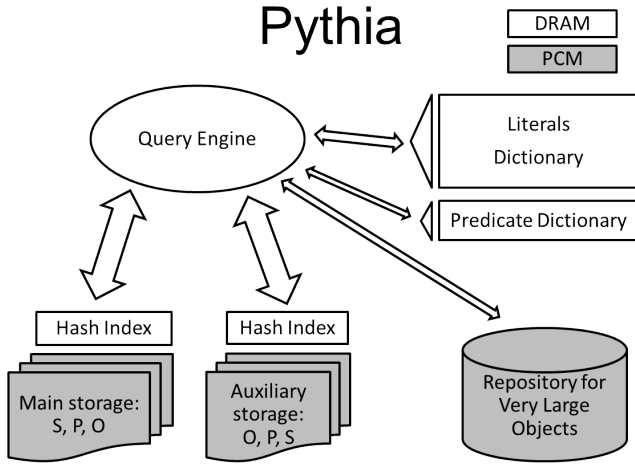 Pythia
DRAM
PCM
Query Engine
Literals
Dictionary
Predicate Dictionary
Hash Index
Hash Index
Main storage:
S, P, O
Auxiliary
storage:
O, P, S
Repository for
Very Large
Objects